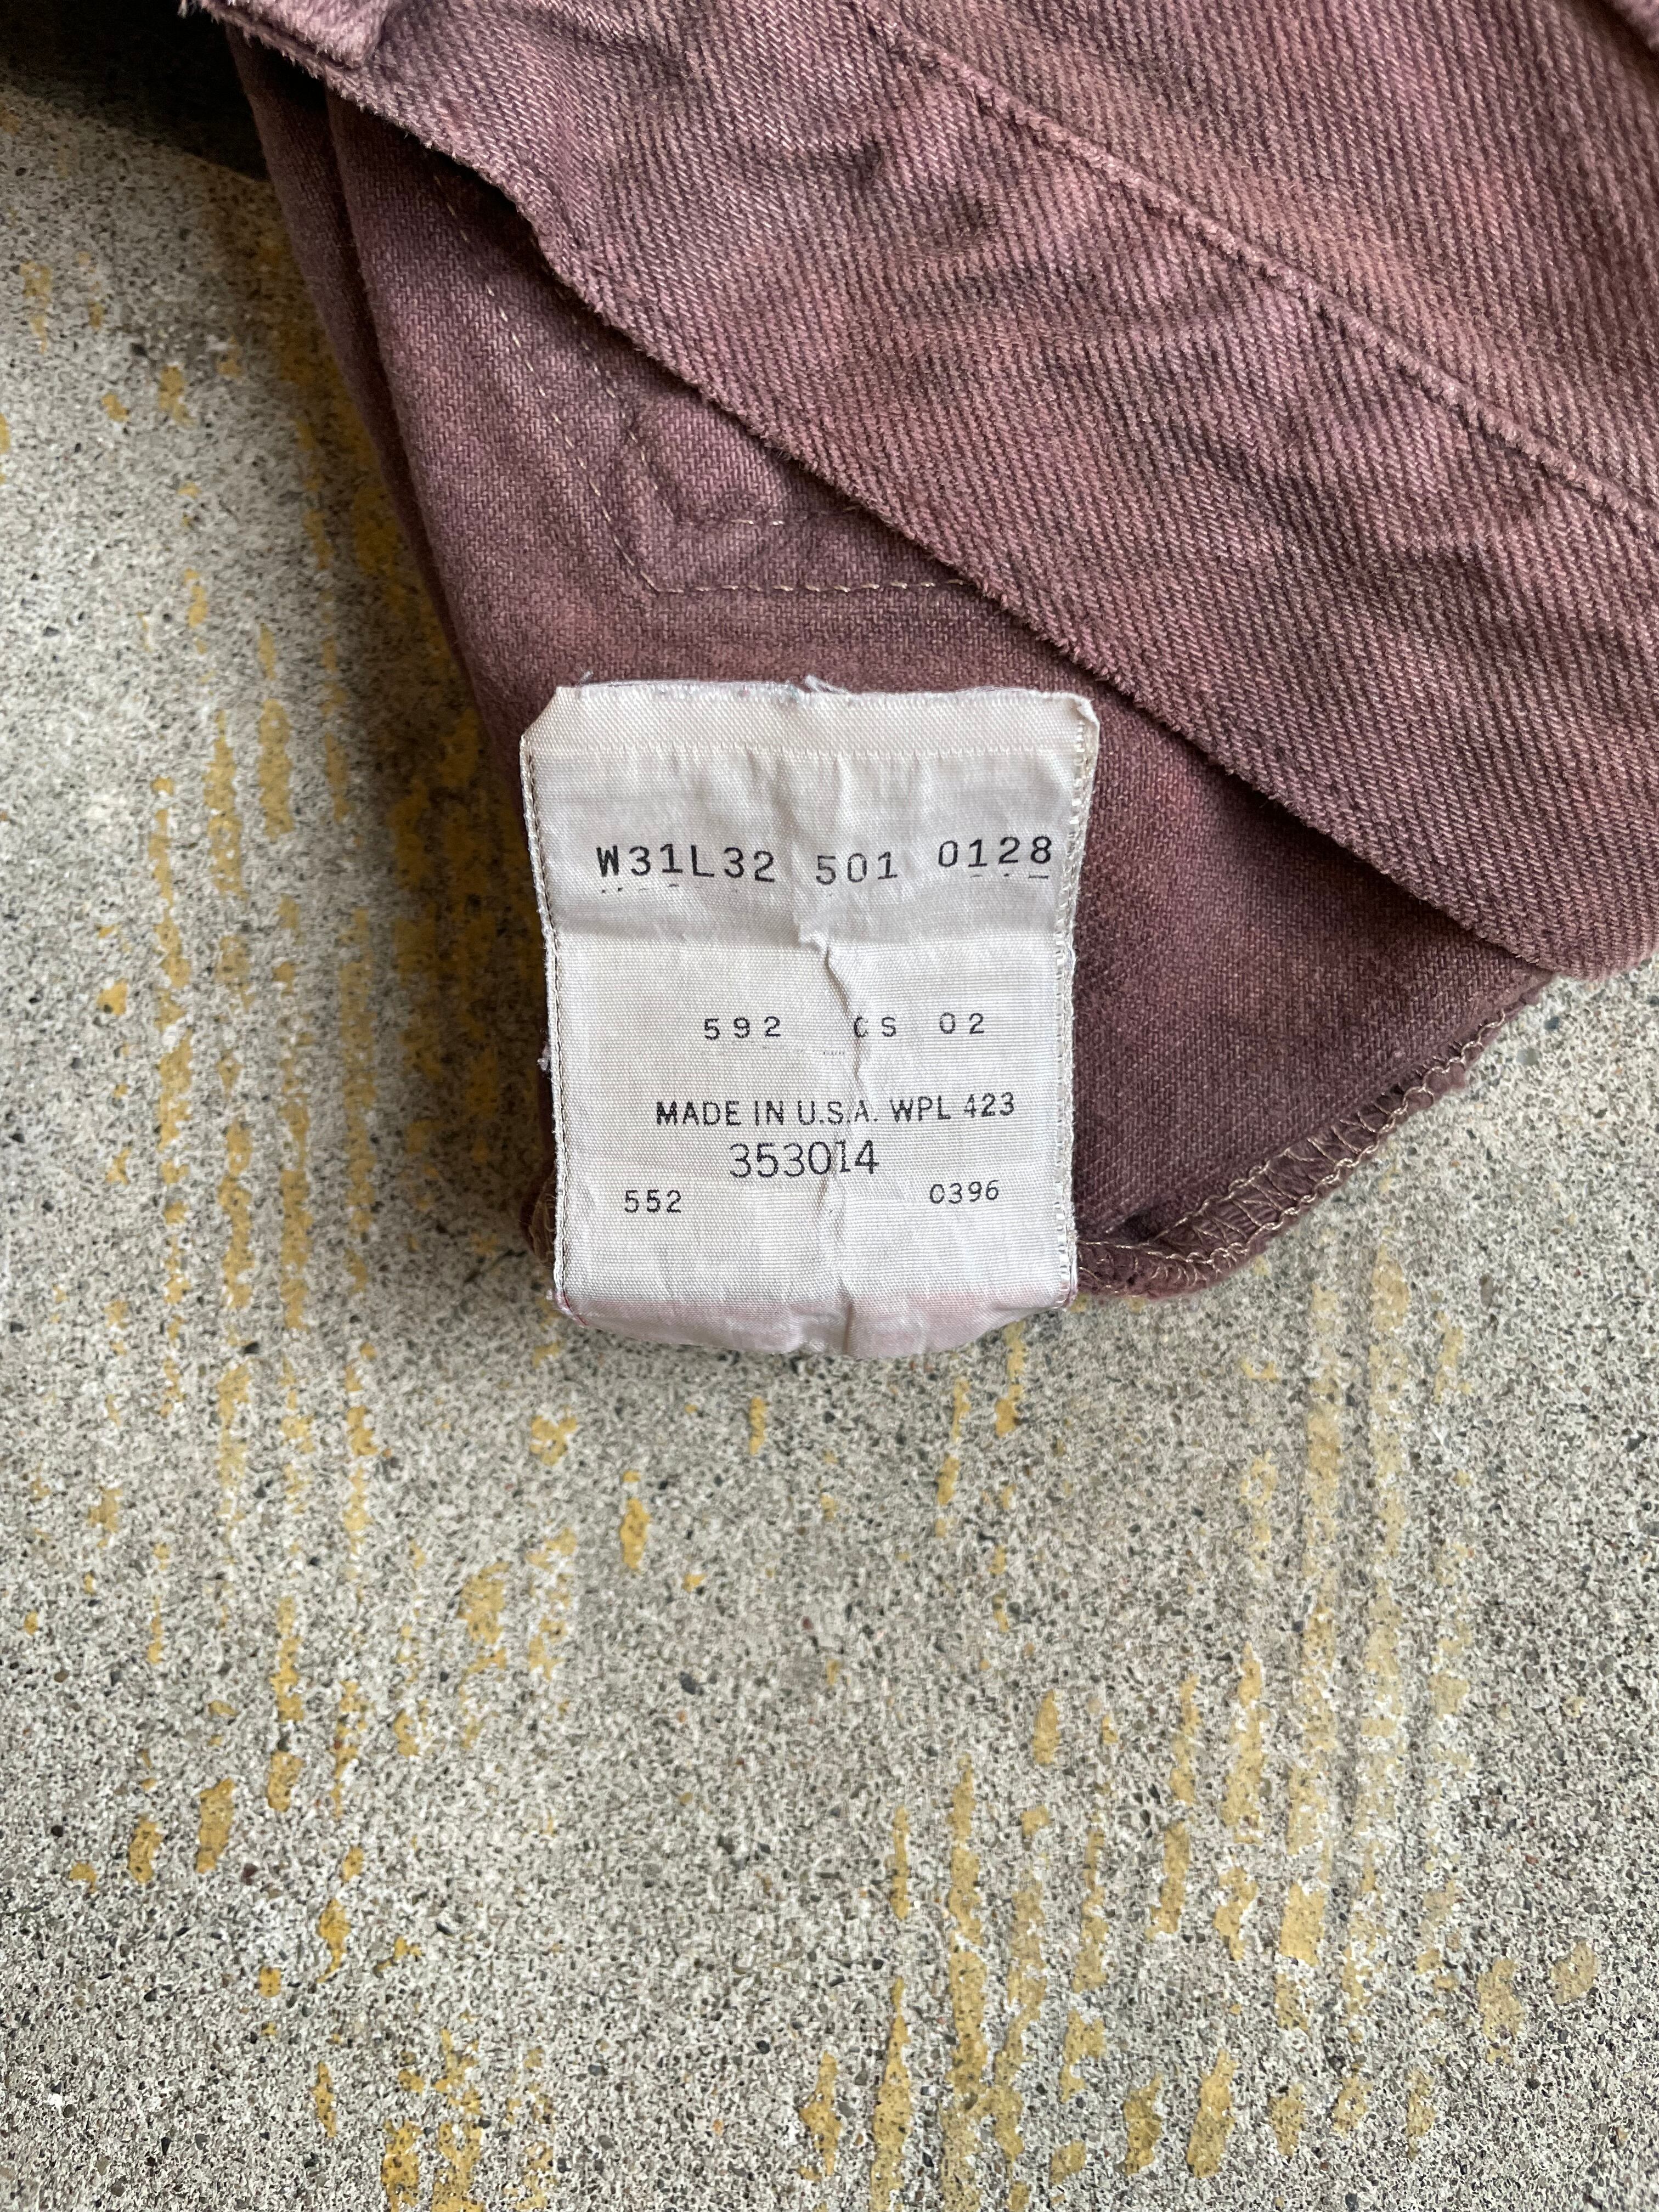 W31L32 501 0128
592 CS 02
MADE IN U.S.A. WPL 423
353014
552 0396